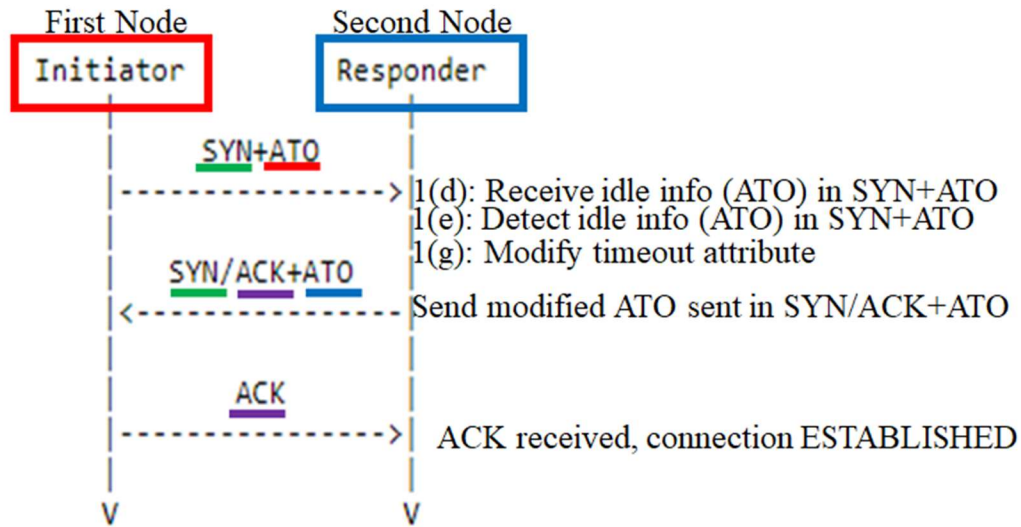 First Node Second Node
Initiator Responder
SYN+ATO
1(d): Receive idle info (ATO) in SYN+ATO
1(e): Detect idle info (ATO) in SYN+ATO
1(g): Modify timeout attribute
SYN/ACK+ATO
Send modified ATO sent in SYN/ACK+ATO
ACK
ACK received, connection ESTABLISHED
V V